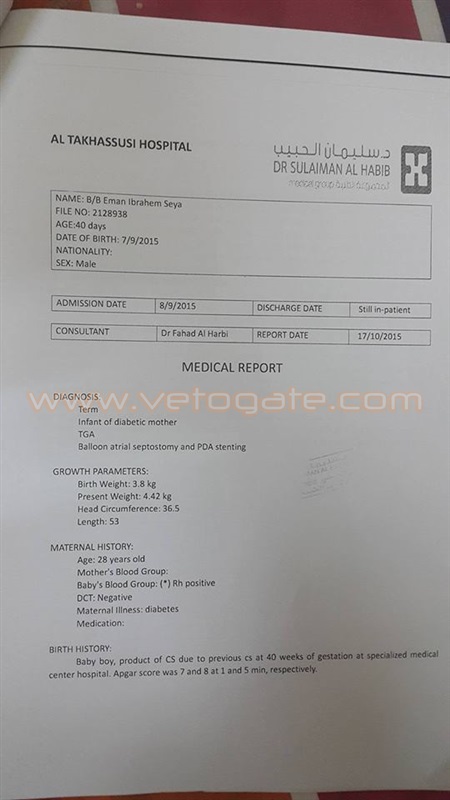 AL TAKHASSUSI HOSPITAL
د. سليمان الحبيب
DR SULAIMAN AL HABIB
NAME: B/B Eman Ibrahem Seya
FILE NO: 2128938
AGE:40 days
DATE OF BIRTH: 7/9/2015
NATIONALITY:
SEX: Male
ADMISSION DATE 8/9/2015 DISCHARGE DATE Still in-patient
CONSULTANT Dr Fahad Al Harbi REPORT DATE 17/10/2015
MEDICAL REPORT
www.vetogate.com
DIAGNOSIS:
Term
Infant of diabetic mother
TGA
Balloon atrial septostomy and PDA stenting
GROWTH PARAMETERS:
Birth Weight: 3.8 kg
Present Weight: 4.42 kg
Head Circumference: 36.5
Length: 53
MATERNAL HISTORY:
Age: 28 years old
Mother's Blood Group:
Baby's Blood Group: (*) Rh positive
DCT: Negative
Maternal Illness: diabetes
Medication:
BIRTH HISTORY:
Baby boy, product of CS due to previous cs at 40 weeks of gestation at specialized medical
center hospital. Apgar score was 7 and 8 at 1 and 5 min, respectively.